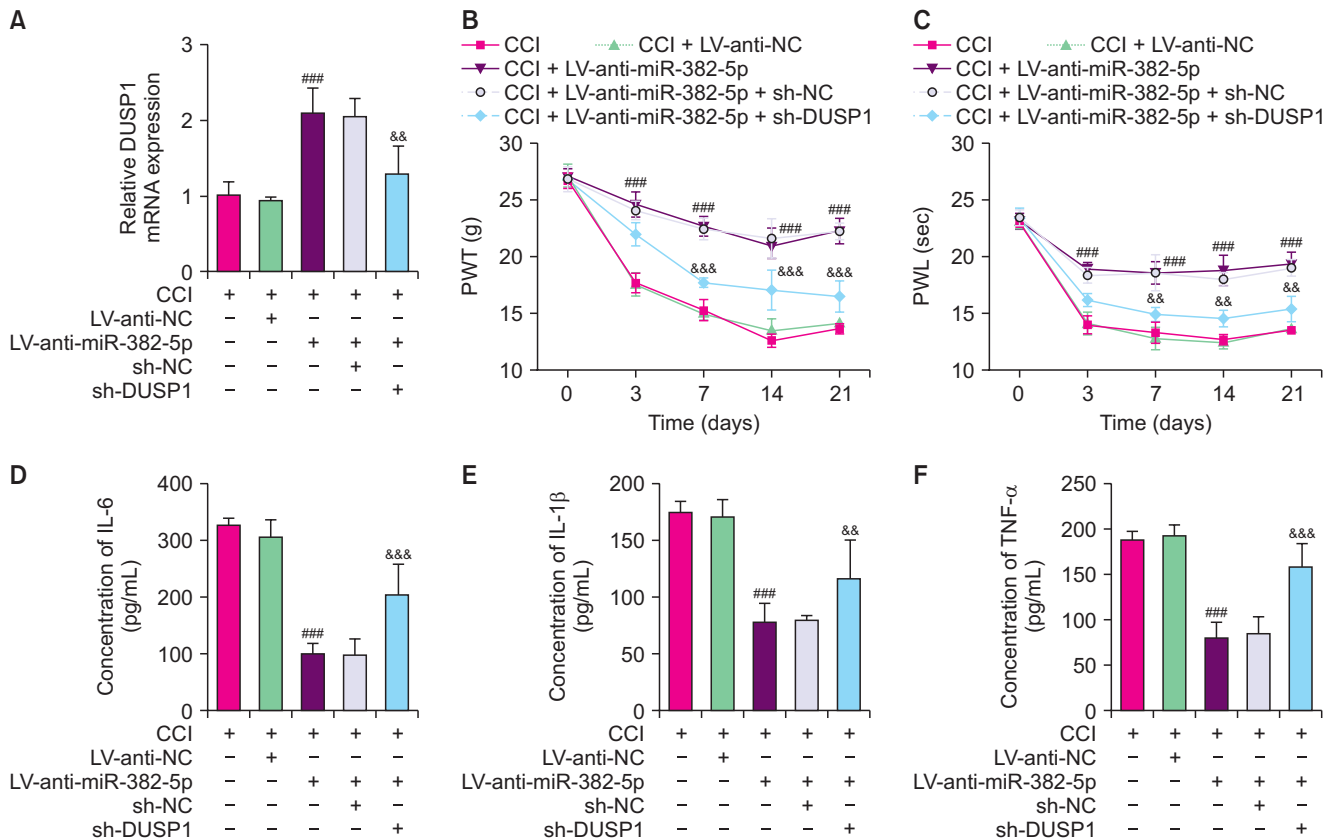 A
Relative DUSP1
mRNA expression
3
2
1
0
###
&&
CCI + + + + +
LV-anti-NC – + – – –
LV-anti-miR-382-5p – – + + +
sh-NC – – – + –
sh-DUSP1 – – – – +
B
CCI CCI + LV-anti-NC
CCI + LV-anti-miR-382-5p
CCI + LV-anti-miR-382-5p + sh-NC
CCI + LV-anti-miR-382-5p + sh-DUSP1
PWT (g)
30
25
20
15
10
### ### ### ###
&&& &&& &&&
0 3 7 14 21
Time (days)
C
CCI CCI + LV-anti-NC
CCI + LV-anti-miR-382-5p
CCI + LV-anti-miR-382-5p + sh-NC
CCI + LV-anti-miR-382-5p + sh-DUSP1
PWL (sec)
30
25
20
15
10
### ### ### ###
&& && &&
0 3 7 14 21
Time (days)
D
Concentration of IL-6
(pg/mL)
400
300
200
100
0
###
&&&
CCI + + + + +
LV-anti-NC – + – – –
LV-anti-miR-382-5p – – + + +
sh-NC – – – + –
sh-DUSP1 – – – – +
E
Concentration of IL-1β
(pg/mL)
200
150
100
50
0
###
&&
CCI + + + + +
LV-anti-NC – + – – –
LV-anti-miR-382-5p – – + + +
sh-NC – – – + –
sh-DUSP1 – – – – +
F
Concentration of TNF-α
(pg/mL)
250
200
150
100
50
0
###
&&&
CCI + + + + +
LV-anti-NC – + – – –
LV-anti-miR-382-5p – – + + +
sh-NC – – – + –
sh-DUSP1 – – – – +